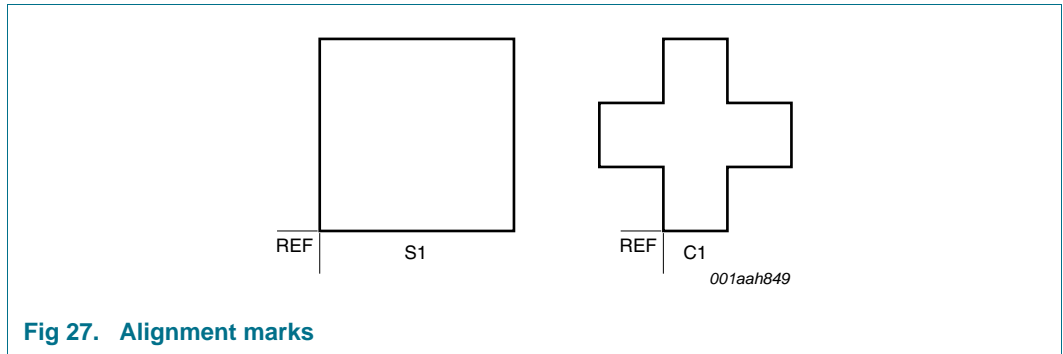 REF
S1
REF
C1
001aah849
Fig 27. Alignment marks